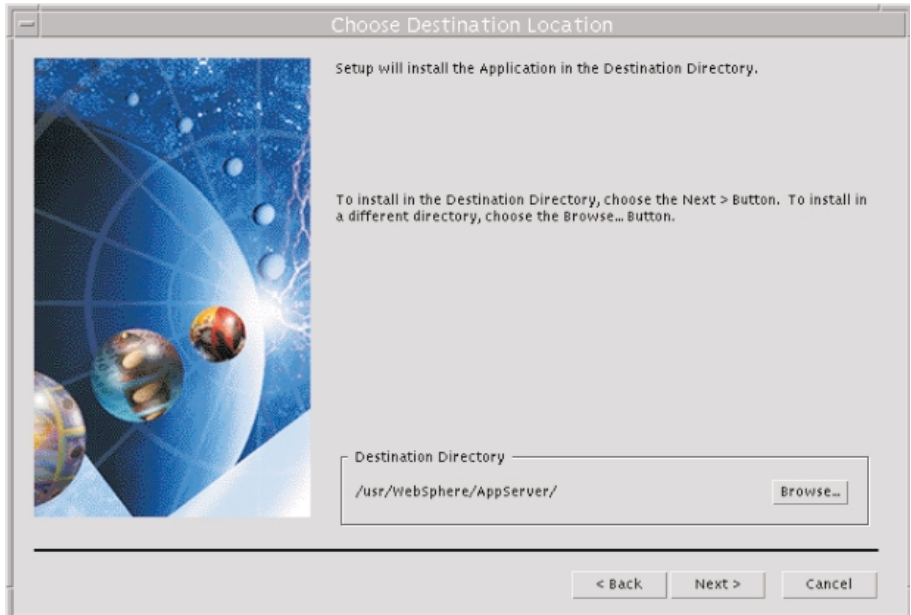 Choose Destination Location
Setup will install the Application in the Destination Directory.
To install in the Destination Directory, choose the Next > Button.  To install in
a different directory, choose the Browse... Button.
Destination Directory
/usr/WebSphere/AppServer/
Browse...
< Back
Next >
Cancel